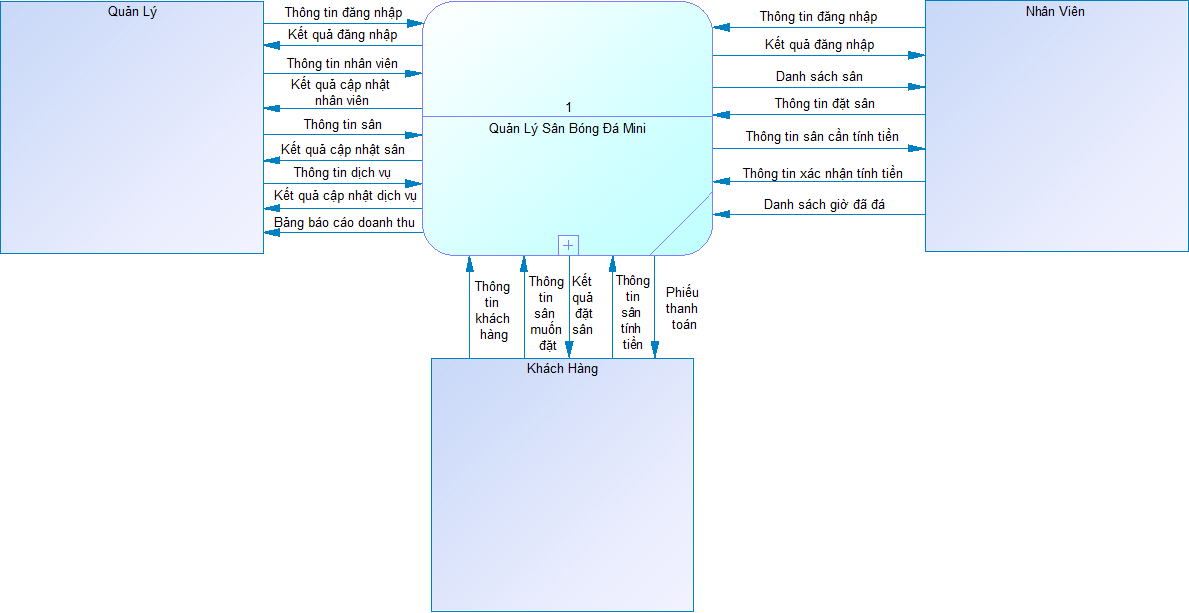 Quản Lý
Thông tin đăng nhập
Kết quả đăng nhập
Thông tin nhân viên
Kết quả cập nhật
nhân viên
Thông tin sân
Kết quả cập nhật sân
Thông tin dịch vụ
Kết quả cập nhật dịch vụ
Bảng báo cáo doanh thu
1
Quản Lý Sân Bóng Đá Mini
Nhân Viên
Thông tin đăng nhập
Kết quả đăng nhập
Danh sách sân
Thông tin đặt sân
Thông tin sân cần tính tiền
Thông tin xác nhận tính tiền
Danh sách giờ đã đá
Thông
tin
khách
hàng
Thông
tin
sân
muốn
đặt
Kết
quả
đặt
sân
Thông
tin
sân
tính
tiền
Phiếu
thanh
toán
Khách Hàng